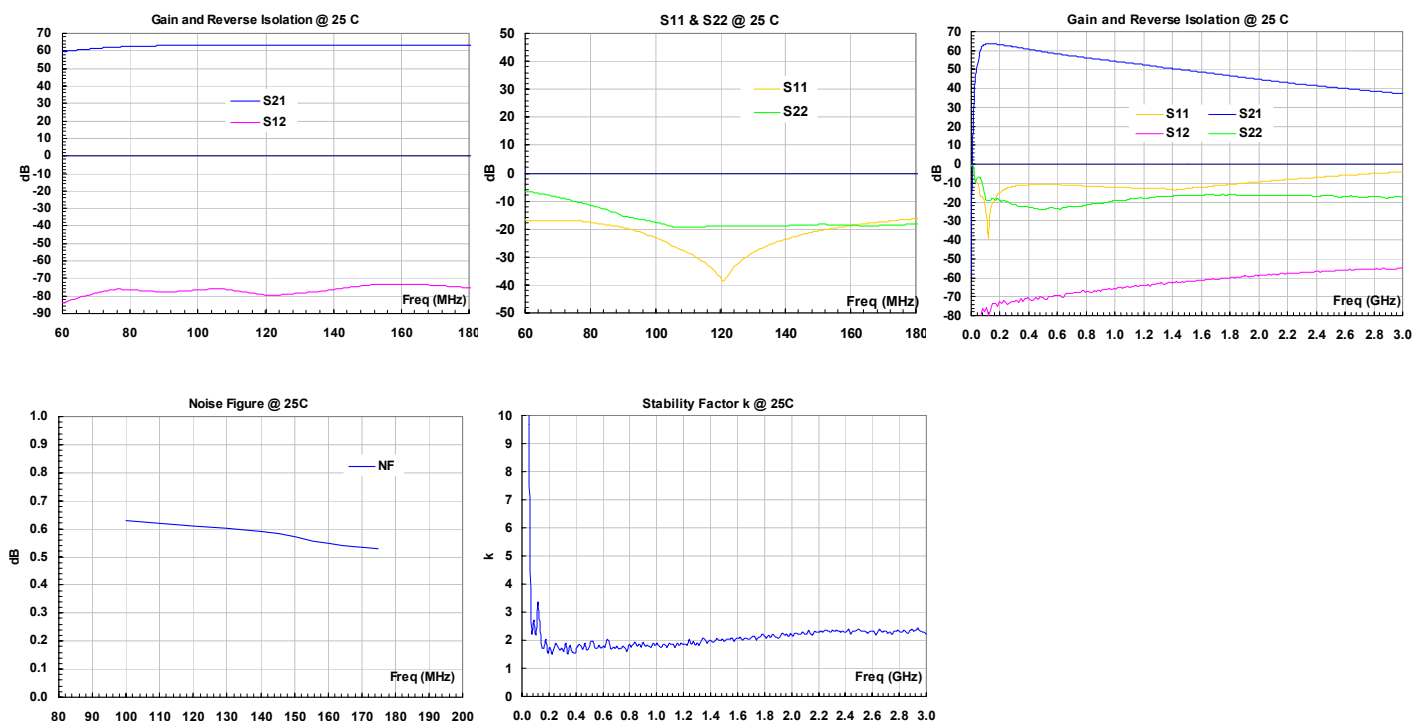 Gain and Reverse Isolation @ 25 C
70
60
50
40
30
20
10
0
-10
-20
-30
-40
-50
-60
-70
-80
-90
dB
S21
S12
Freq (MHz)
60 80 100 120 140 160 180
S11 & S22 @ 25 C
50
40
30
20
10
0
-10
-20
-30
-40
-50
dB
S11
S22
Freq (MHz)
60 80 100 120 140 160 180
Gain and Reverse Isolation @ 25 C
70
60
50
40
30
20
10
0
-10
-20
-30
-40
-50
-60
-70
-80
dB
S11 S21
S12 S22
Freq (GHz)
0.0 0.2 0.4 0.6 0.8 1.0 1.2 1.4 1.6 1.8 2.0 2.2 2.4 2.6 2.8 3.0
Noise Figure @ 25C
1.0
0.9
0.8
0.7
0.6
0.5
0.4
0.3
0.2
0.1
0.0
dB
NF
Freq (MHz)
80 90 100 110 120 130 140 150 160 170 180 190 200
Stability Factor k @ 25C
10
9
8
7
6
5
4
3
2
1
0
k
Freq (GHz)
0.0 0.2 0.4 0.6 0.8 1.0 1.2 1.4 1.6 1.8 2.0 2.2 2.4 2.6 2.8 3.0